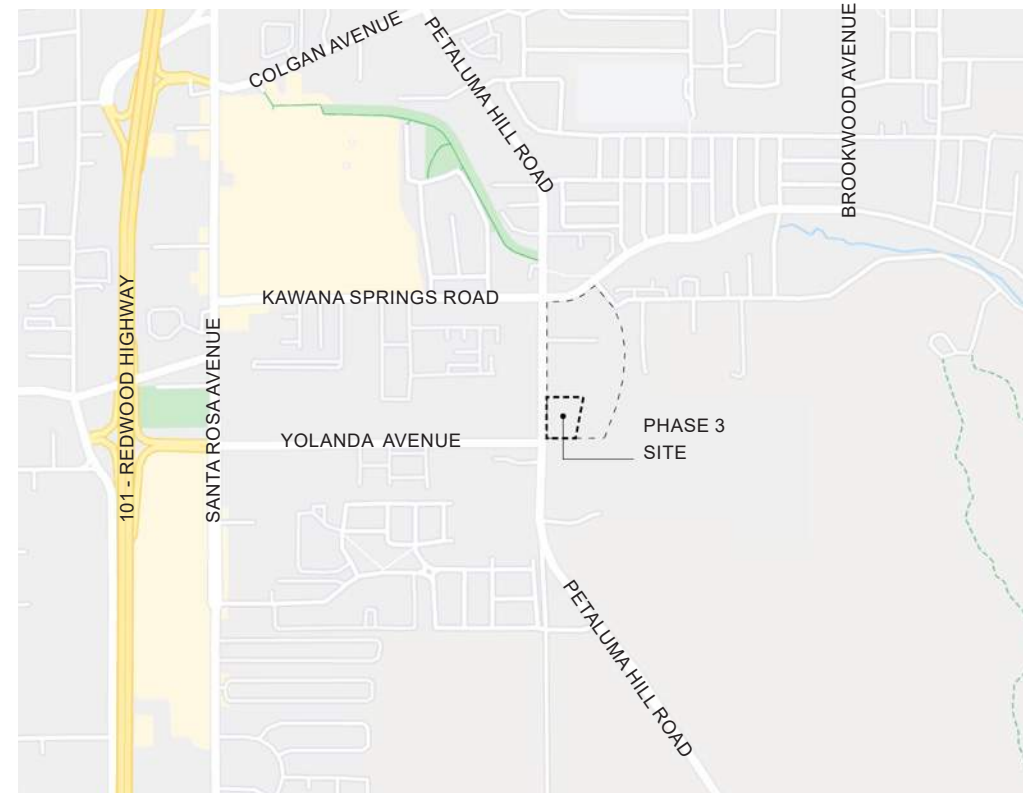 COLGAN AVENUE
PETALUMA HILL ROAD
BROOKWOOD AVENUE
101 - REDWOOD HIGHWAY
SANTA ROSA AVENUE
KAWANA SPRINGS ROAD
YOLANDA AVENUE
PHASE 3
SITE
PETALUMA HILL ROAD